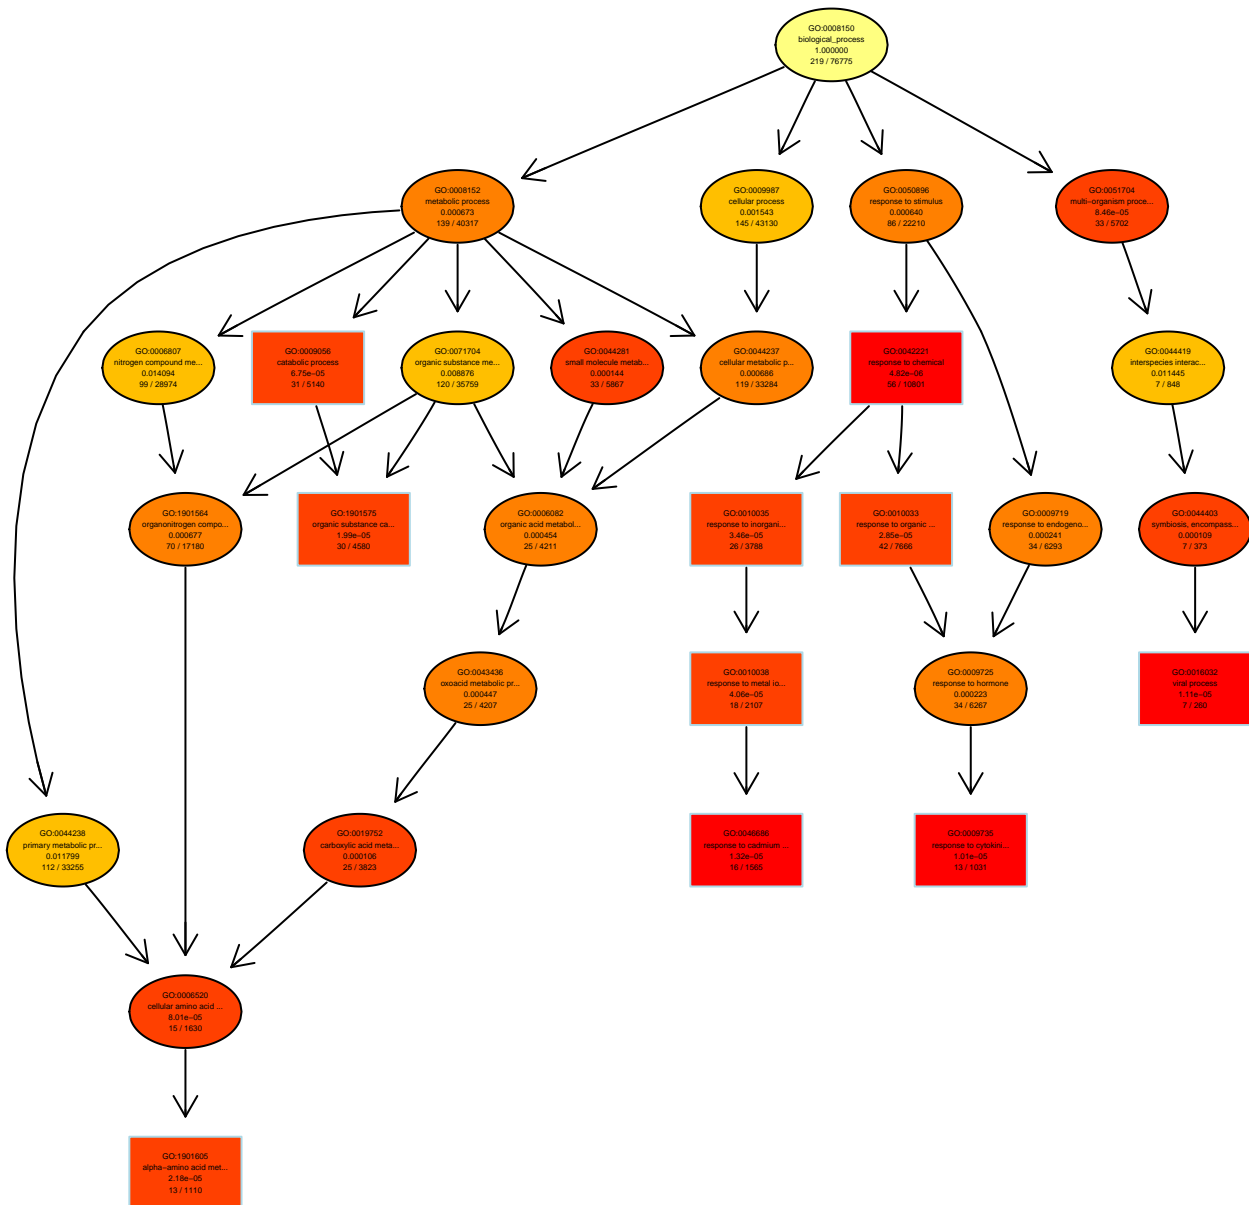 GO:0008150
biological_process
1.000000
219 / 76775
GO:0008152
metabolic process
0.000673
139 / 40317
GO:0009987
cellular process
0.001543
145 / 43130
GO:0050896
response to stimulus
0.000640
86 / 22210
GO:0051704
multi−organism proce...
8.46e−05
33 / 5702
GO:0006807
nitrogen compound me...
0.014094
99 / 28974
GO:0009056
catabolic process
6.75e−05
31 / 5140
GO:0071704
organic substance me...
0.008876
120 / 35759
GO:0044281
small molecule metab...
0.000144
33 / 5867
GO:0044237
cellular metabolic p...
0.000686
119 / 33284
GO:0042221
response to chemical
4.82e−06
56 / 10801
GO:0044419
interspecies interac...
0.011445
7 / 848
GO:1901564
organonitrogen compo...
0.000677
70 / 17180
GO:1901575
organic substance ca...
1.99e−05
30 / 4580
GO:0006082
organic acid metabol...
0.000454
25 / 4211
GO:0010035
response to inorgani...
3.46e−05
26 / 3788
GO:0010033
response to organic ...
2.85e−05
42 / 7666
GO:0009719
response to endogeno...
0.000241
34 / 6293
GO:0044403
symbiosis, encompass...
0.000109
7 / 373
GO:0043436
oxoacid metabolic pr...
0.000447
25 / 4207
GO:0010038
response to metal io...
4.06e−05
18 / 2107
GO:0009725
response to hormone
0.000223
34 / 6267
GO:0016032
viral process
1.11e−05
7 / 260
GO:0044238
primary metabolic pr...
0.011799
112 / 33255
GO:0019752
carboxylic acid meta...
0.000106
25 / 3823
GO:0046686
response to cadmium ...
1.32e−05
16 / 1585
GO:0009735
response to cytokini...
1.01e−05
13 / 1031
GO:0006520
cellular amino acid ...
8.01e−05
15 / 1630
GO:1901605
alpha−amino acid met...
2.18e−05
13 / 1110